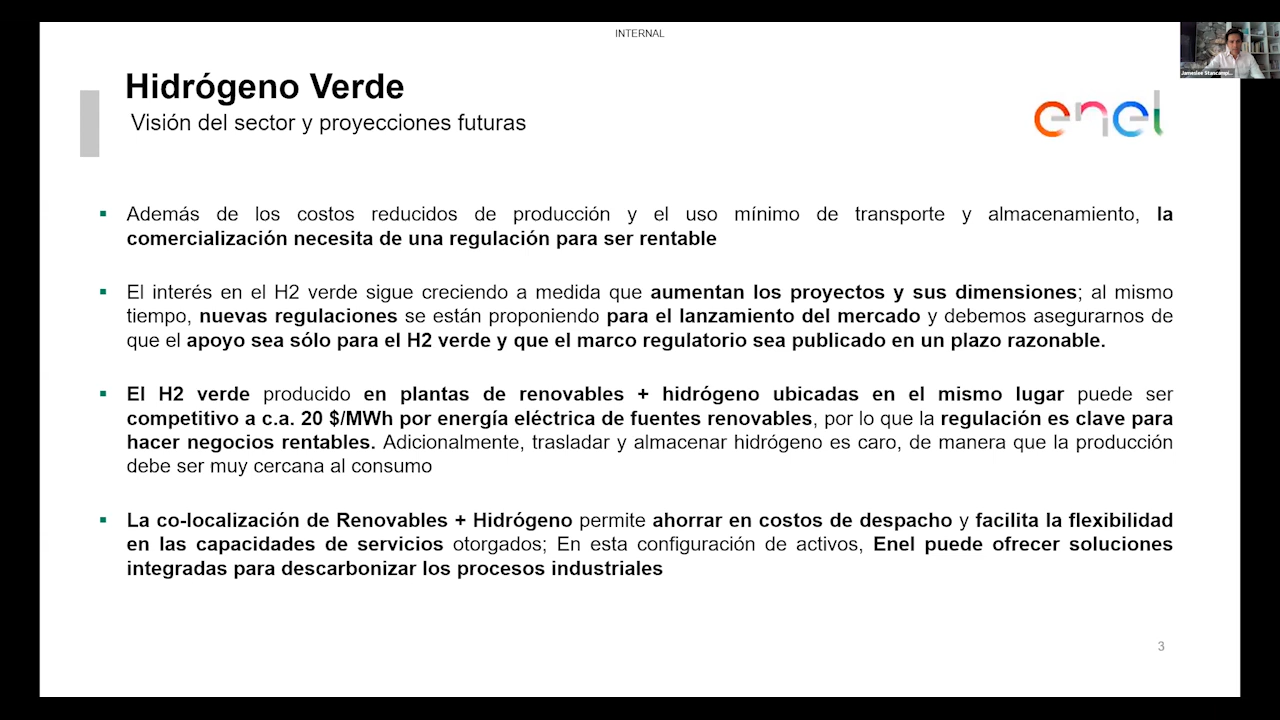 INTERNAL
Hidrógeno Verde
Visión del sector y proyecciones futuras
enel
▪ Además de los costos reducidos de producción y el uso mínimo de transporte y almacenamiento, la
comercialización necesita de una regulación para ser rentable
▪ El interés en el H2 verde sigue creciendo a medida que aumentan los proyectos y sus dimensiones; al mismo
tiempo, nuevas regulaciones se están proponiendo para el lanzamiento del mercado y debemos asegurarnos de
que el apoyo sea sólo para el H2 verde y que el marco regulatorio sea publicado en un plazo razonable.
▪ El H2 verde producido en plantas de renovables + hidrógeno ubicadas en el mismo lugar puede ser
competitivo a c.a. 20 $/MWh por energía eléctrica de fuentes renovables, por lo que la regulación es clave para
hacer negocios rentables. Adicionalmente, trasladar y almacenar hidrógeno es caro, de manera que la producción
debe ser muy cercana al consumo
▪ La co-localización de Renovables + Hidrógeno permite ahorrar en costos de despacho y facilita la flexibilidad
en las capacidades de servicios otorgados; En esta configuración de activos, Enel puede ofrecer soluciones
integradas para descarbonizar los procesos industriales
3